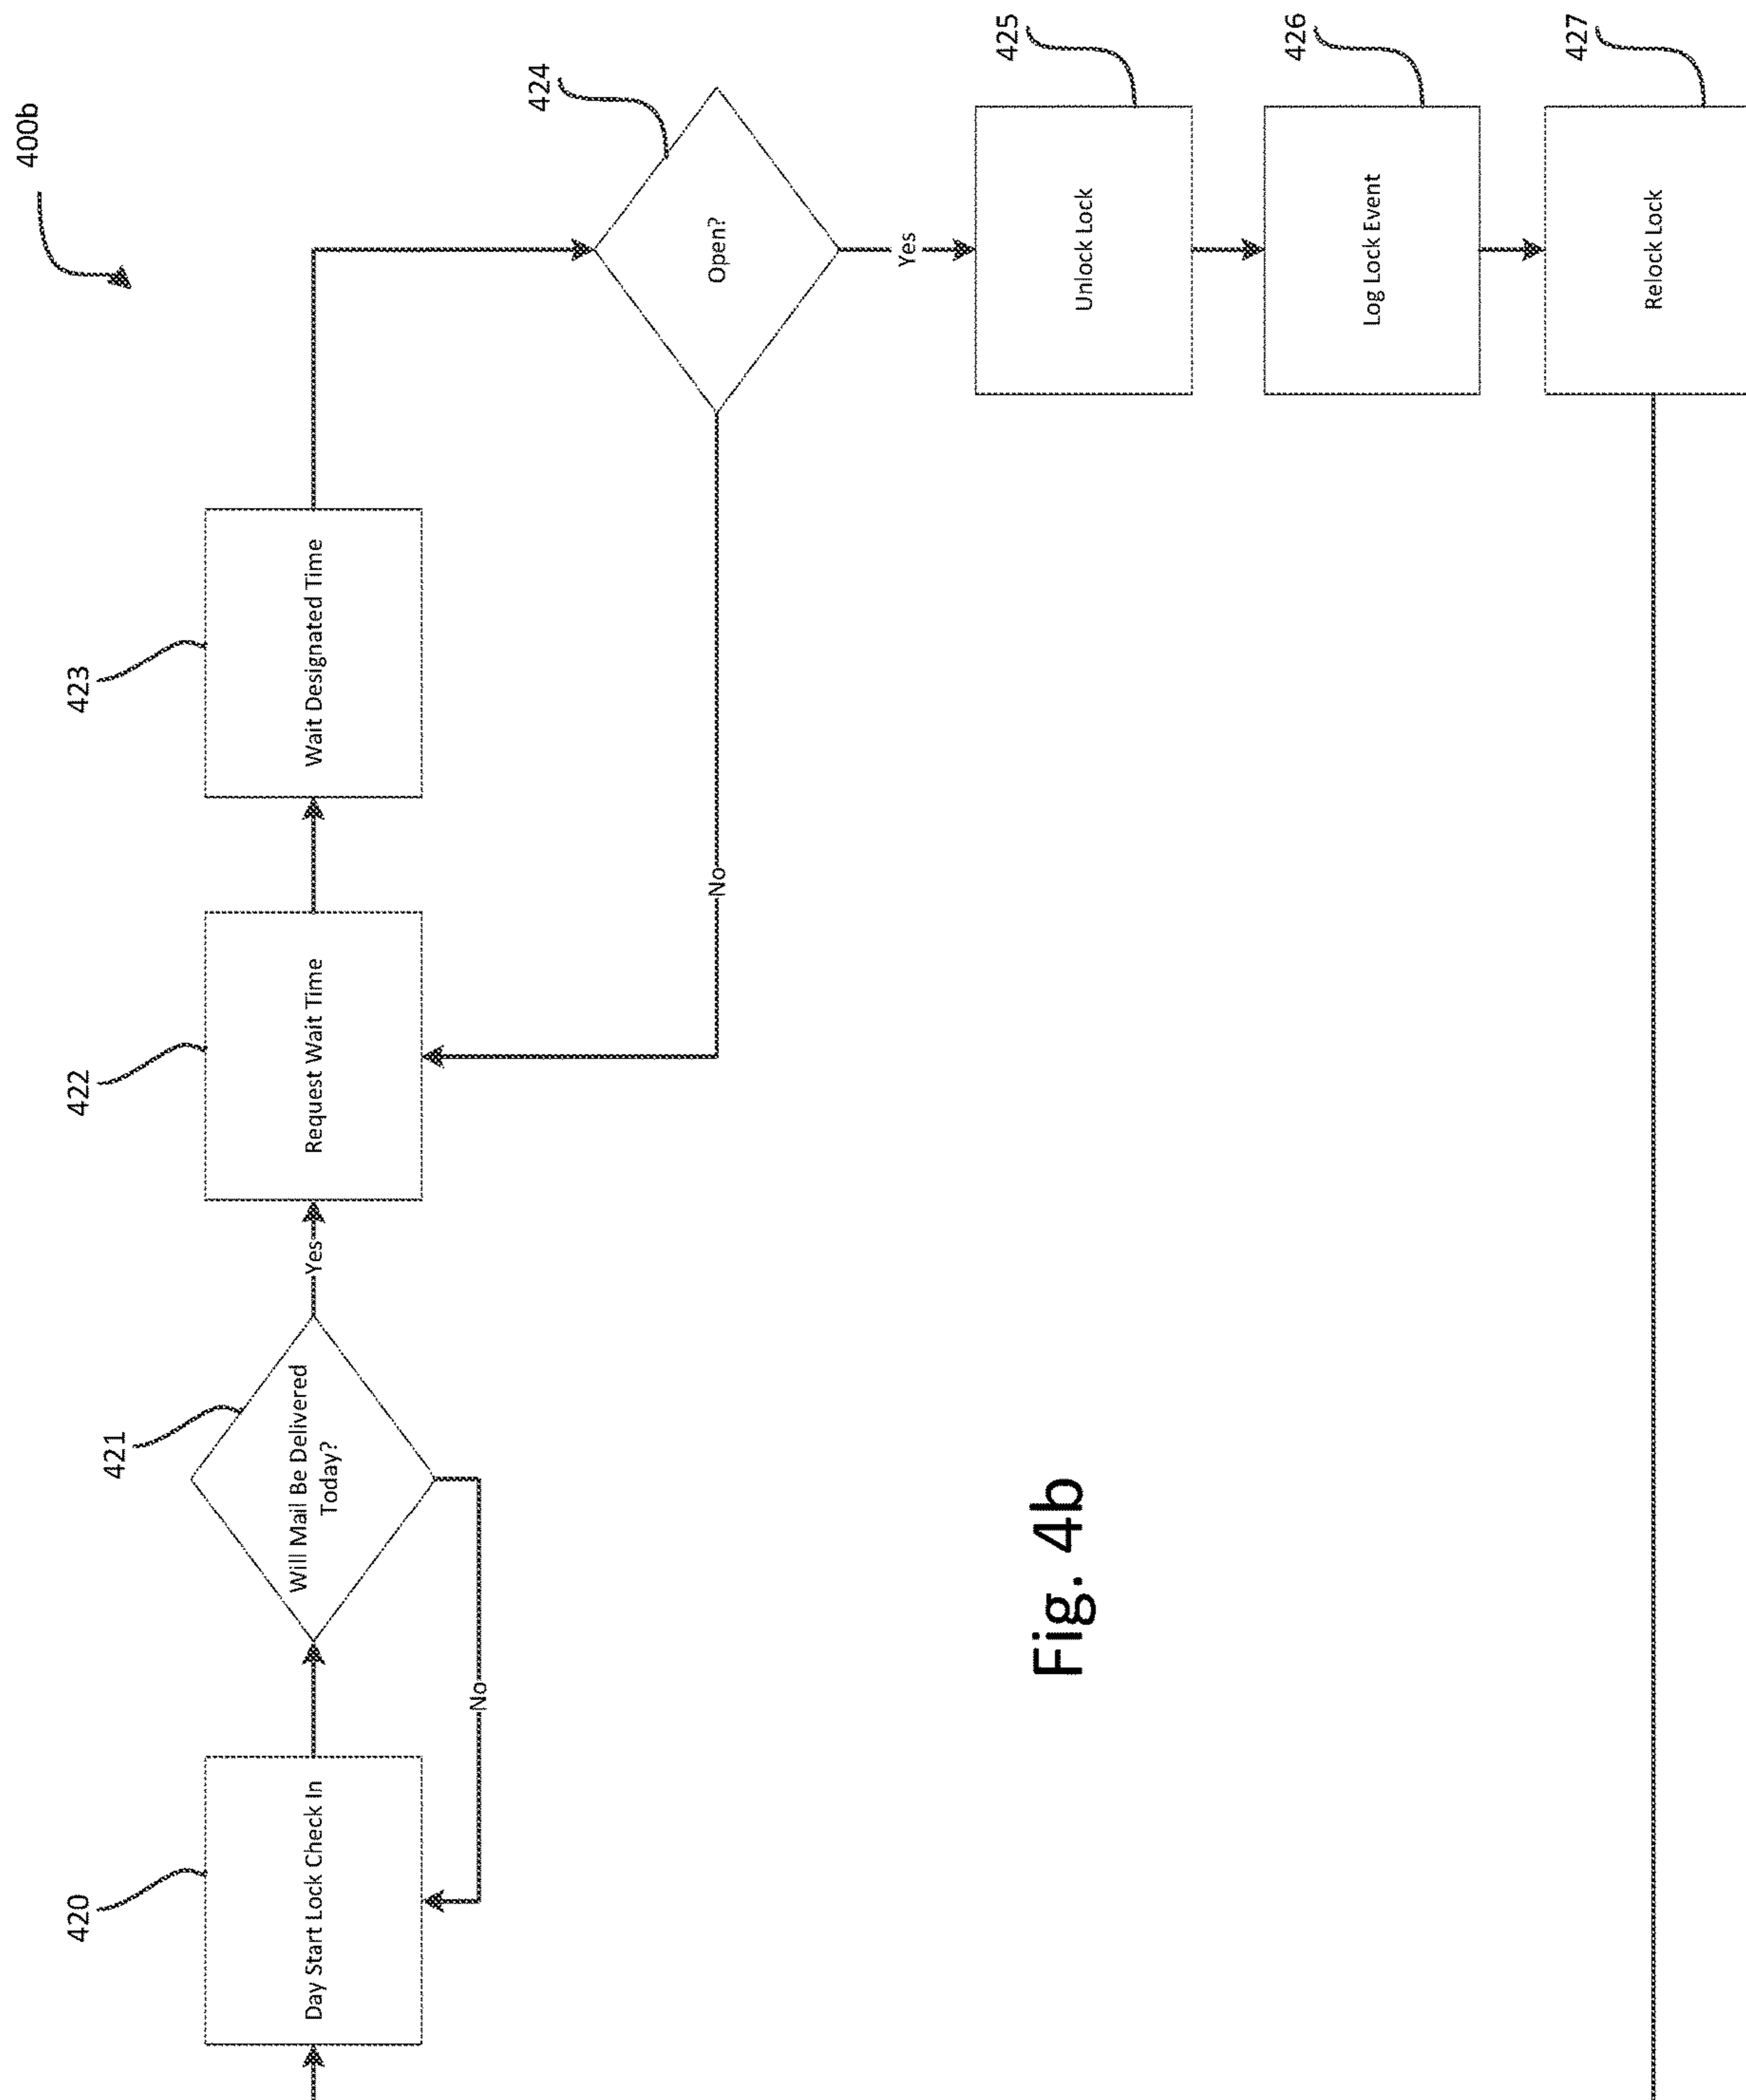 400b
420
421
422
423
424
Day Start Lock Check In
Will Mail Be Delivered
Today?
Yes
Request Wait Time
Wait Designated Time
No
No
Open?
Yes
425
Unlock Lock
426
Log Lock Event
427
Relock Lock
Fig. 4b